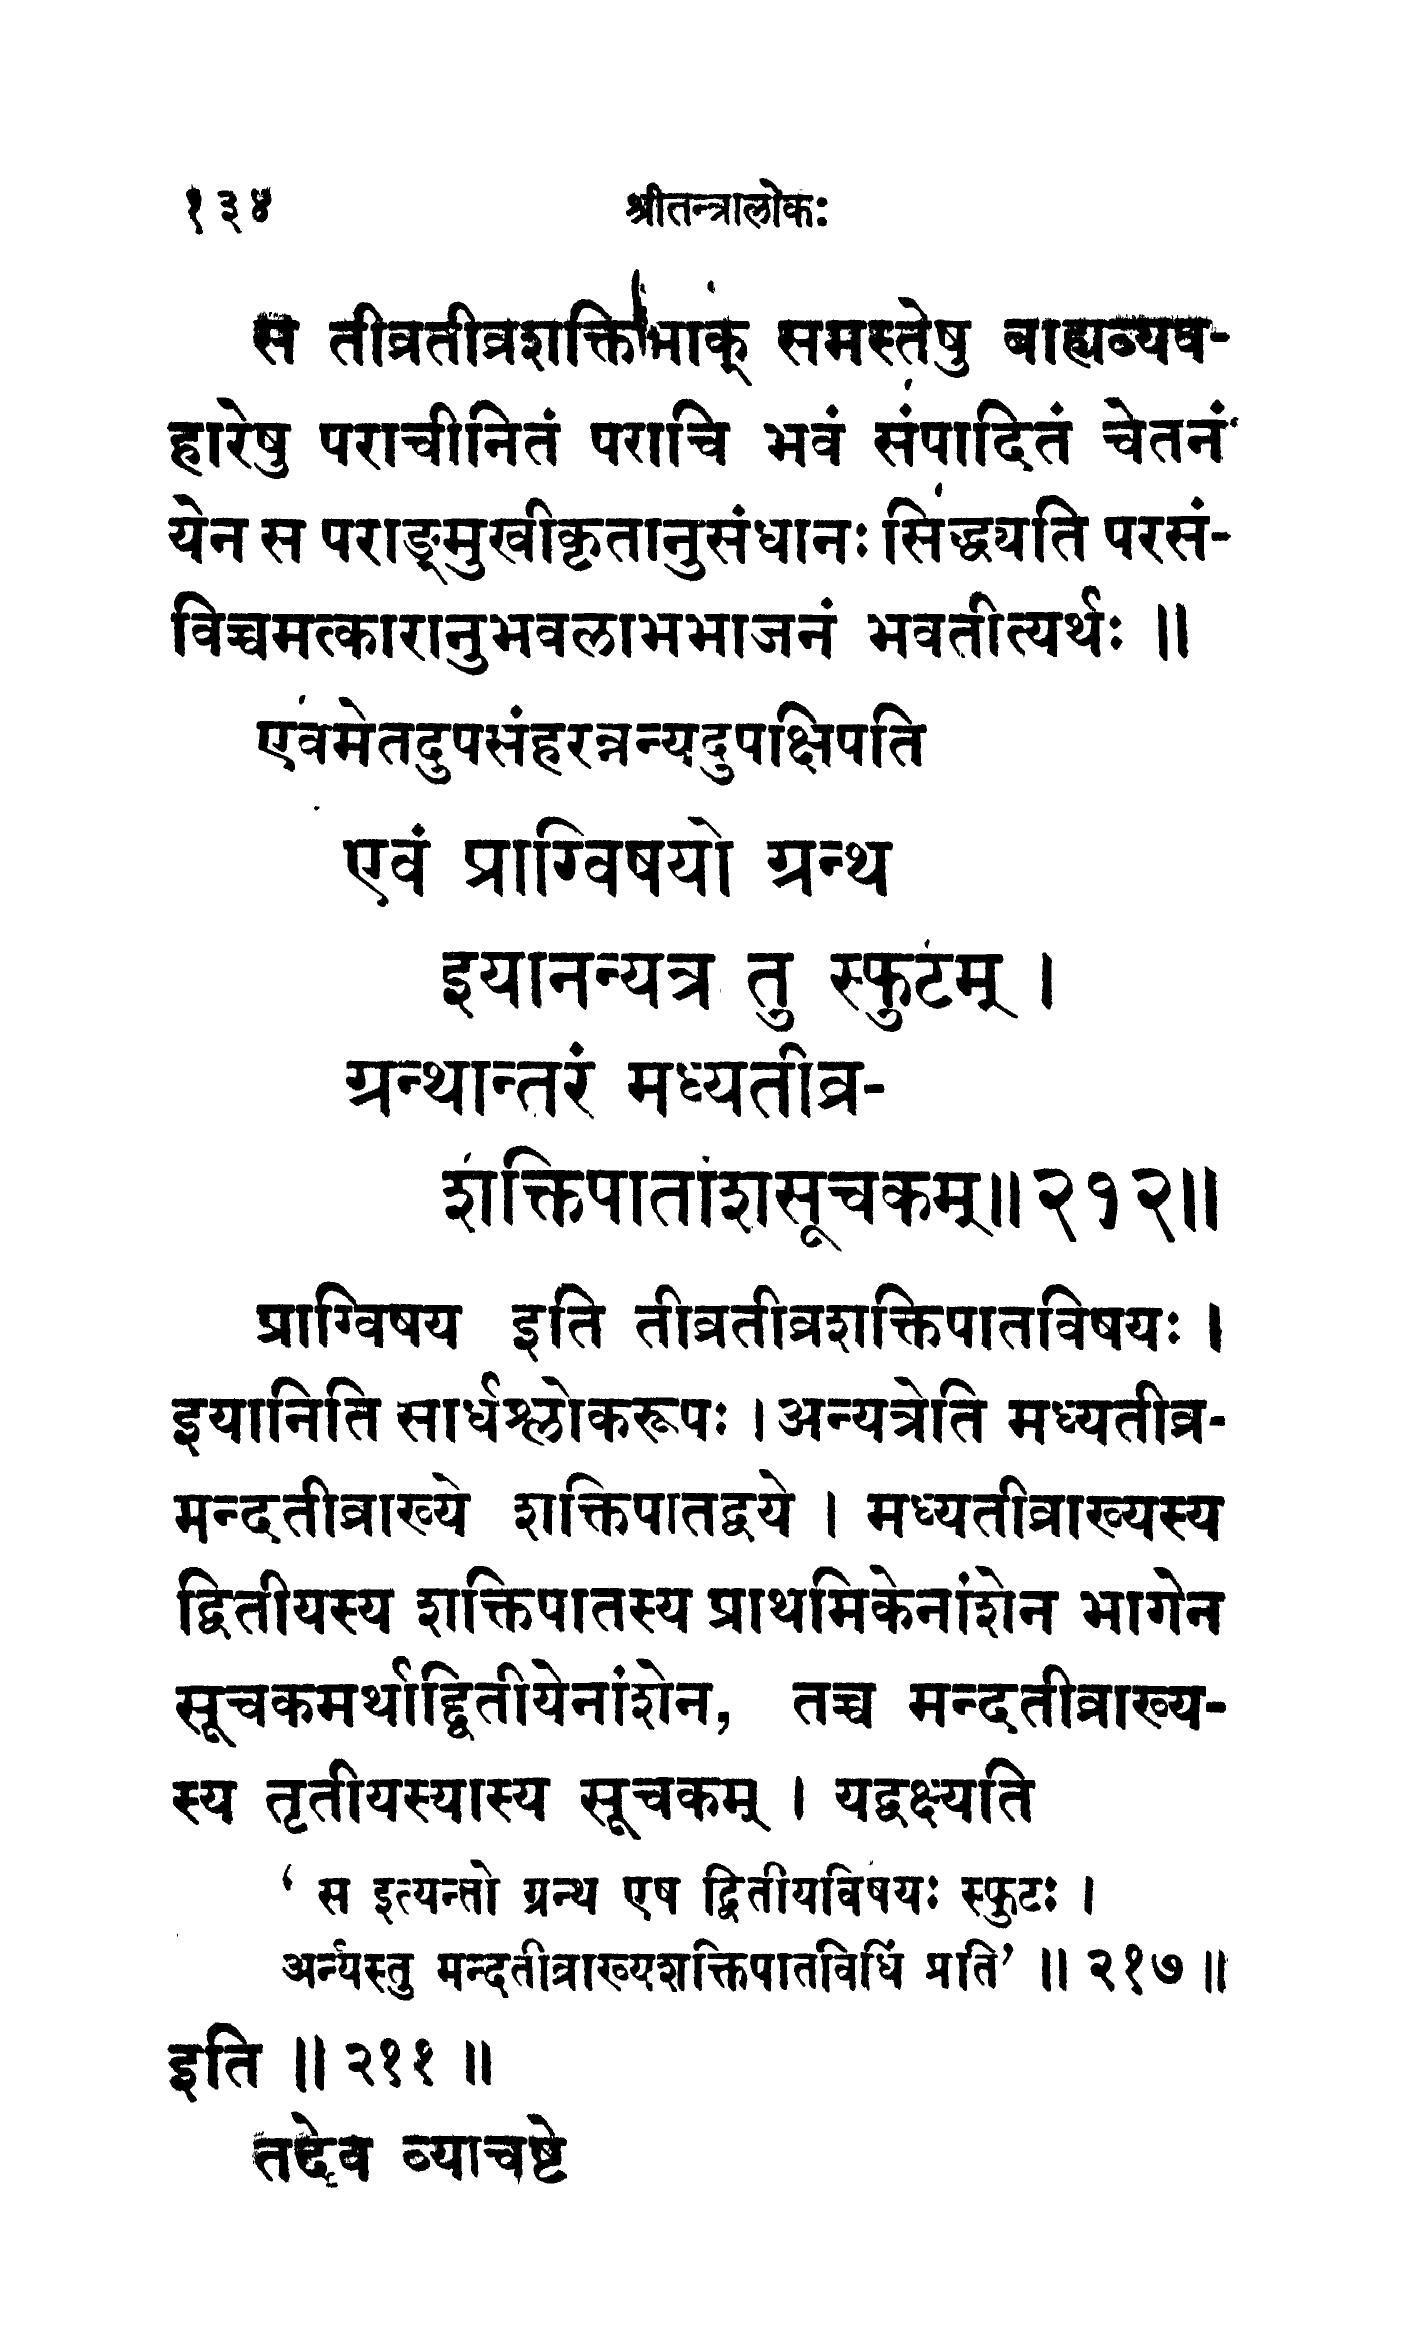 १३४ श्रीतन्त्रालोकः
स तीव्रतीव्रशक्तिभाक् समस्तेषु बाह्यव्यव-
हारेषु पराचीनितं पराचि भवं संपादितं चेतनं
येन स पराङ्मुखीकृतानुसंधानः सिद्ध्यति परसं-
विच्चमत्कारानुभवलाभभाजनं भवतीत्यर्थः ॥
एवमेतदुपसंहरन्नन्यदुपक्षिपति
एवं प्राग्विषयो ग्रन्थ
इयानन्यत्र तु स्फुटम् ।
ग्रन्थान्तरं मध्यतीव्र-
शक्तिपातांशसूचकम्॥२१२॥
प्राग्विषय इति तीव्रतीव्रशक्तिपातविषयः ।
इयानिति सार्धश्लोकरूपः । अन्यत्रेति मध्यतीव्र-
मन्दतीव्राख्ये शक्तिपातद्वये । मध्यतीव्राख्यस्य
द्वितीयस्य शक्तिपातस्य प्राथमिकेनांशेन भागेन
सूचकमर्थाद्द्वितीयेनांशेन, तच्च मन्दतीव्राख्य-
स्य तृतीयस्यास्य सूचकम् । यद्वक्ष्यति
‘ स इत्यन्तो ग्रन्थ एष द्वितीयविषयः स्फुटः ।
अन्यस्तु मन्दतीव्राख्यशक्तिपातविधिं प्रति’ ॥ २१७ ॥
इति ॥ २११ ॥
तदेव व्याचष्टे